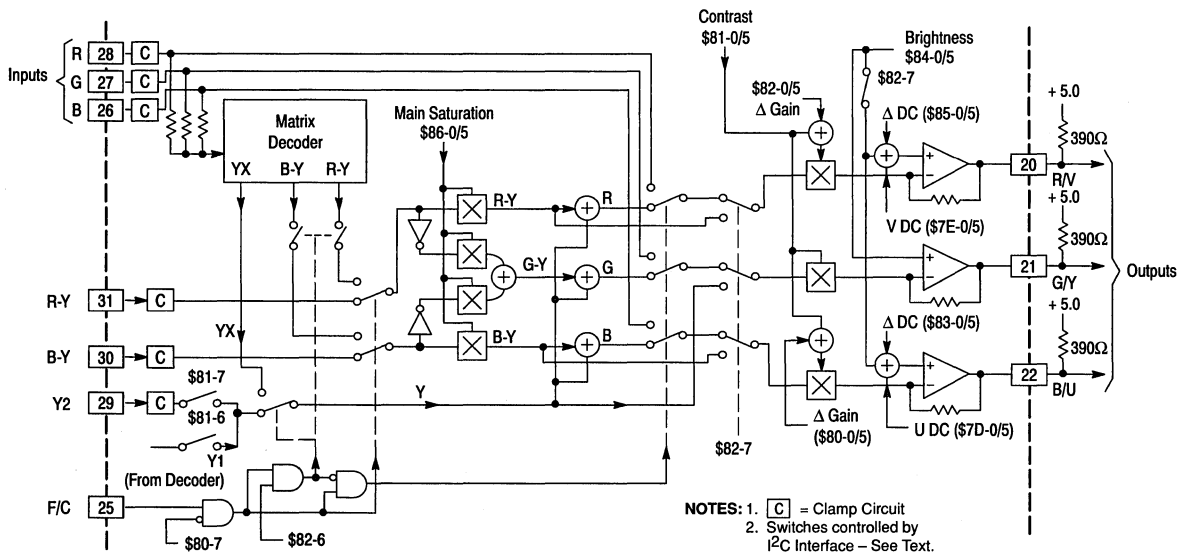 Inputs
R 28 C
G 27 C
B 26 C
Matrix
Decoder
YX B-Y R-Y
Main Saturation
$86-0/5
Contrast
$81-0/5
$82-0/5
Δ Gain
Brightness
$84-0/5
$82-7
Δ DC ($85-0/5)
V DC ($7E-0/5)
+
–
20
+ 5.0
390Ω
R/V
R-Y
R
G-Y
G
B-Y
B
+
–
21
+ 5.0
390Ω
G/Y
Outputs
R-Y 31 C
B-Y 30 C
YX
Y2 29 C
$81-7
$81-6
Y1
(From Decoder)
Y
Δ DC ($83-0/5)
+
–
22
+ 5.0
390Ω
B/U
U DC ($7D-0/5)
Δ Gain
($80-0/5)
$82-7
F/C 25
$80-7
$82-6
NOTES: 1. C = Clamp Circuit
2. Switches controlled by
I²C Interface – See Text.